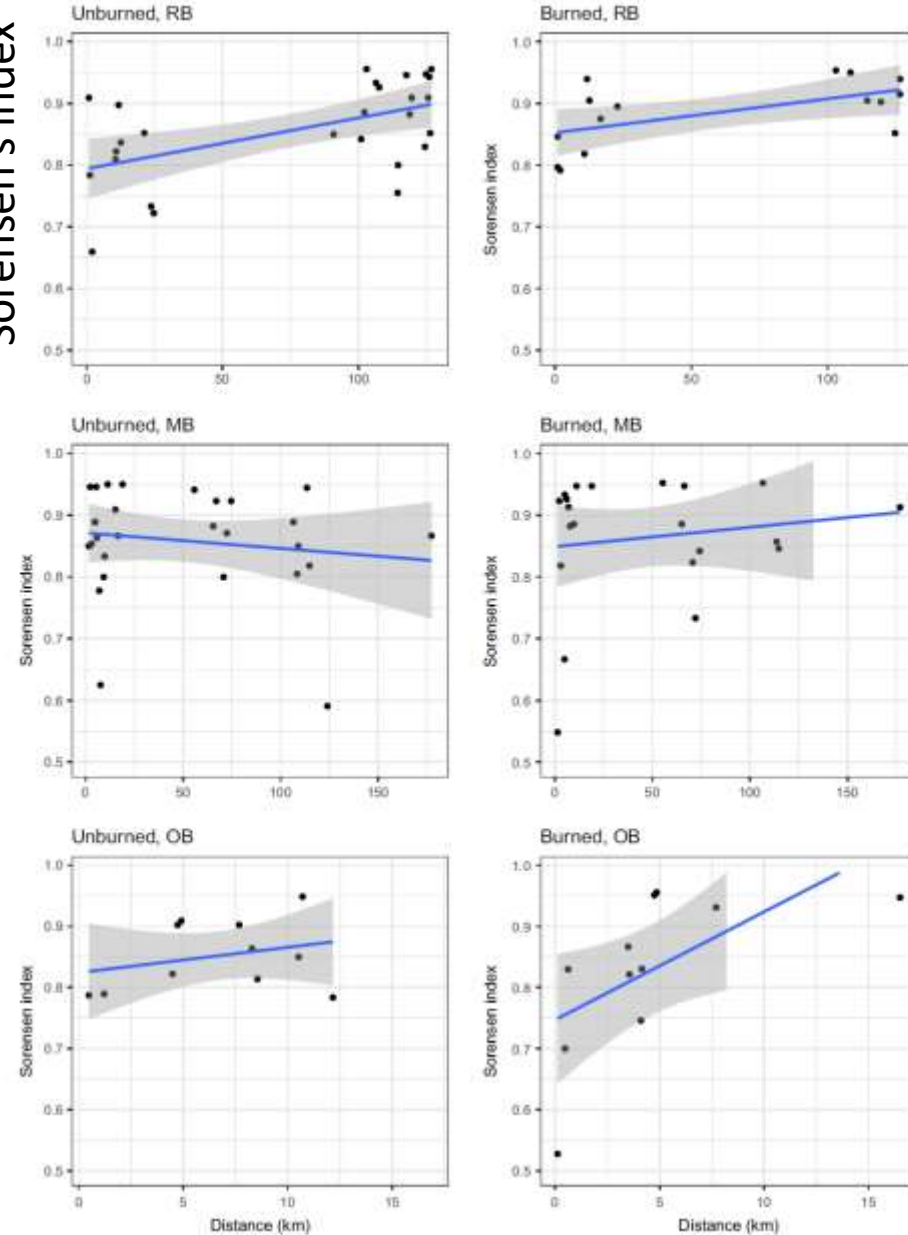 Sorensen's index
Unburned, RB
1.0
0.9
0.8
0.7
0.6
0.5
0 50 100
Burned, RB
Sorensen index
1.0
0.9
0.8
0.7
0.6
0.5
0 50 100
Unburned, MB
Sorensen index
1.0
0.9
0.8
0.7
0.6
0.5
0 50 100 150
Burned, MB
Sorensen index
1.0
0.9
0.8
0.7
0.6
0.5
0 50 100 150
Unburned, OB
Sorensen index
1.0
0.9
0.8
0.7
0.6
0.5
0 5 10 15
Distance (km)
Burned, OB
Sorensen index
1.0
0.9
0.8
0.7
0.6
0.5
0 5 10 15
Distance (km)